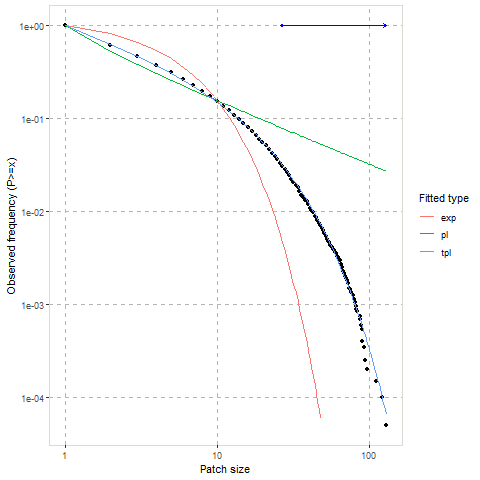 1e+00
1e-01
1e-02
1e-03
1e-04
Observed frequency (P>=x)
1
10
100
Patch size
Fitted type
exp
pl
tpl